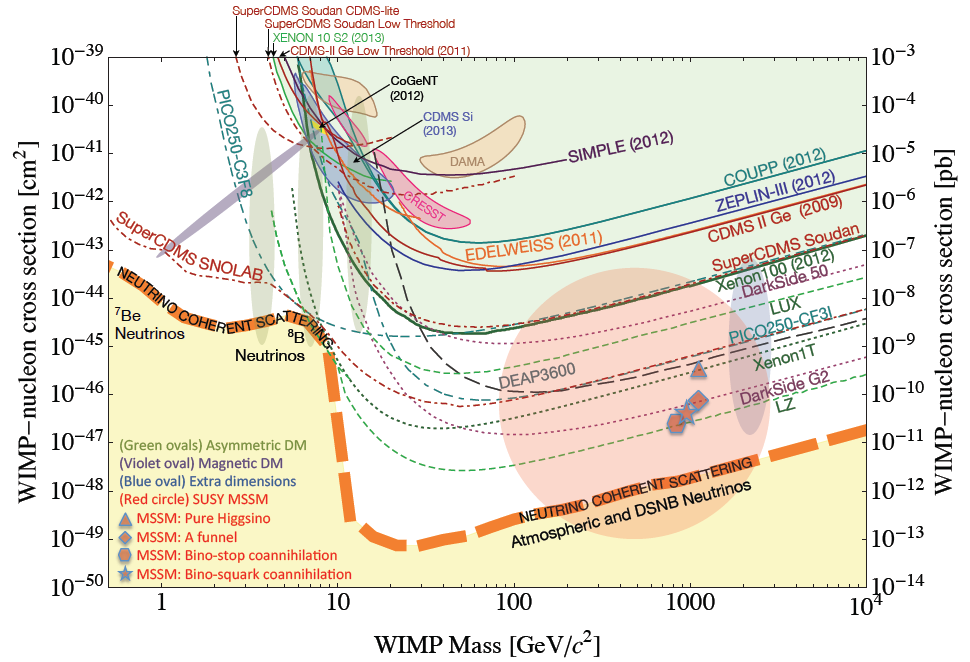 SuperCDMS Soudan CDMS-lite
SuperCDMS Soudan Low Threshold
XENON 10 S2 (2013)
CDMS-II Ge Low Threshold (2011)
10⁻³⁹
10⁻⁴⁰
10⁻⁴¹
10⁻⁴²
10⁻⁴³
10⁻⁴⁴
10⁻⁴⁵
10⁻⁴⁶
10⁻⁴⁷
10⁻⁴⁸
10⁻⁴⁹
10⁻⁵⁰
WIMP−nucleon cross section [cm²]
PICO250-C3F8
CoGeNT
(2012)
CDMS Si
(2013)
DAMA
SIMPLE (2012)
CRESST
COUPP (2012)
ZEPLIN-III (2012)
EDELWEISS (2011)
CDMS II Ge (2009)
SuperCDMS SNOLAB
SuperCDMS Soudan
Xenon100 (2012)
DarkSide 50
LUX
NEUTRINO COHERENT SCATTERING
⁷Be
Neutrinos
⁸B
Neutrinos
PICO250-CF3I
Xenon1T
DEAP3600
DarkSide G2
LZ
(Green ovals) Asymmetric DM
(Violet oval) Magnetic DM
(Blue oval) Extra dimensions
(Red circle) SUSY MSSM
MSSM: Pure Higgsino
MSSM: A funnel
MSSM: Bino-stop coannihilation
MSSM: Bino-squark coannihilation
NEUTRINO COHERENT SCATTERING
Atmospheric and DSNB Neutrinos
10⁻³
10⁻⁴
10⁻⁵
10⁻⁶
10⁻⁷
10⁻⁸
10⁻⁹
10⁻¹⁰
10⁻¹¹
10⁻¹²
10⁻¹³
10⁻¹⁴
WIMP−nucleon cross section [pb]
1 10 100 1000 10⁴
WIMP Mass [GeV/c²]